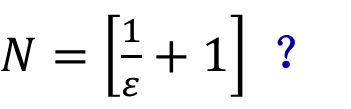 N = [1/ε + 1] ?